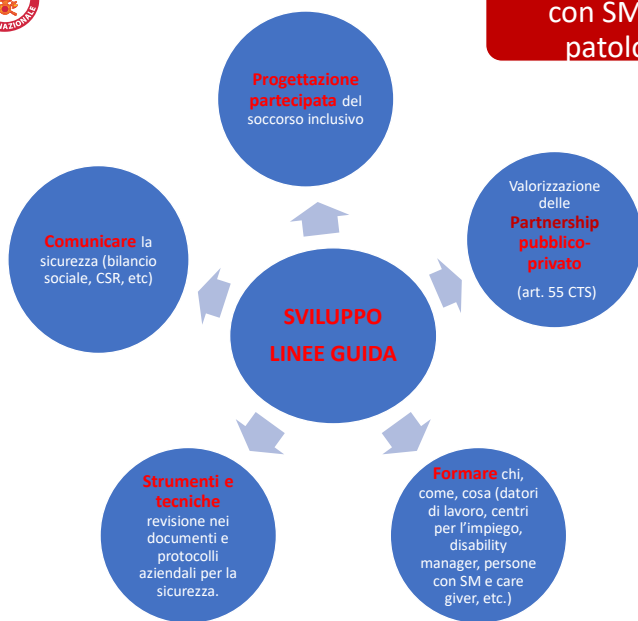 NAZIONALE
con SM
patolo
Progettazione
partecipata del
soccorso inclusivo
Valorizzazione
delle
Partnership
pubblico-
privato
(art. 55 CTS)
Comunicare la
sicurezza (bilancio
sociale, CSR, etc)
SVILUPPO
LINEE GUIDA
Strumenti e
tecniche
revisione nei
documenti e
protocolli
aziendali per la
sicurezza.
Formare chi,
come, cosa (datori
di lavoro, centri
per l’impiego,
disability
manager, persone
con SM e care
giver, etc.)